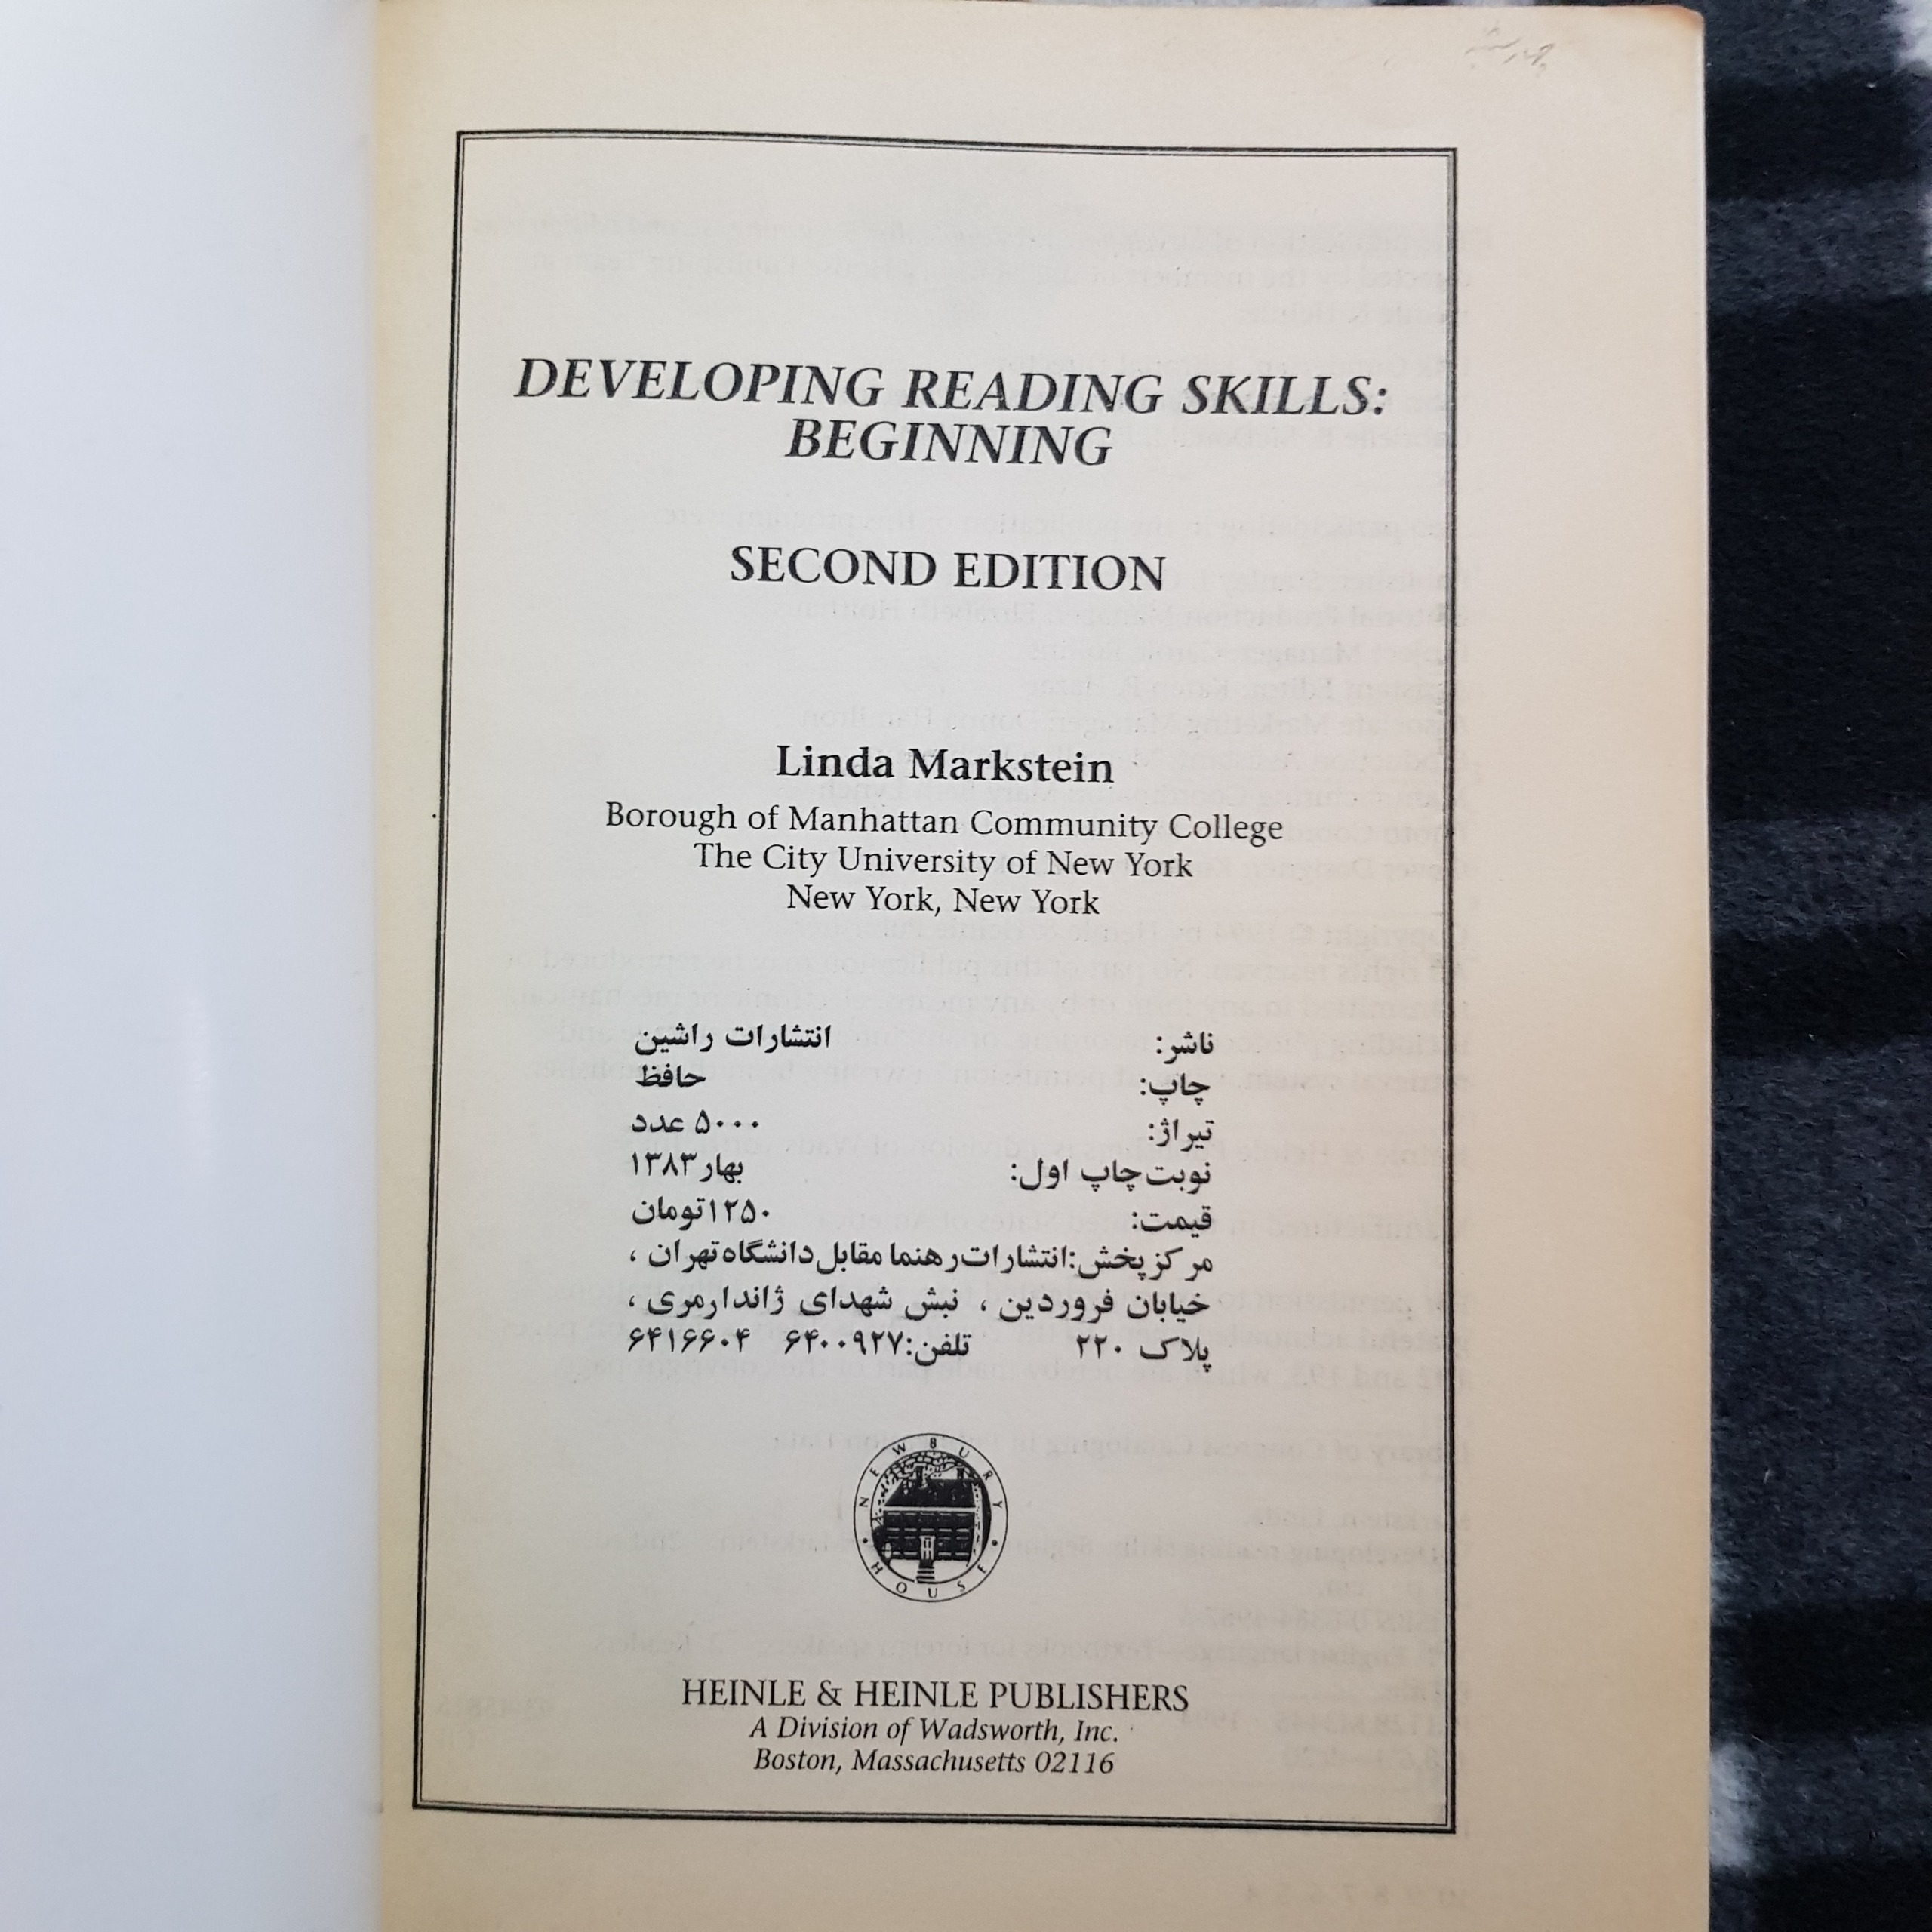 DEVELOPING READING SKILLS:
BEGINNING
SECOND EDITION
Linda Markstein
Borough of Manhattan Community College
The City University of New York
New York, New York
ناشر: انتشارات راشین
چاپ: حافظ
تیراژ: ۵۰۰۰ عدد
نوبت چاپ اول: بهار ۱۳۸۳
قیمت: ۱۲۵۰تومان
مرکز پخش:انتشارات رهنما مقابل دانشگاه تهران ،
خیابان فروردین ، نبش شهدای ژاندارمری ،
پلاک ۲۲۰ تلفن:۶۴۰۰۹۲۷ ۶۴۱۶۶۰۴
NEWBURY HOUSE
HEINLE & HEINLE PUBLISHERS
A Division of Wadsworth, Inc.
Boston, Massachusetts 02116